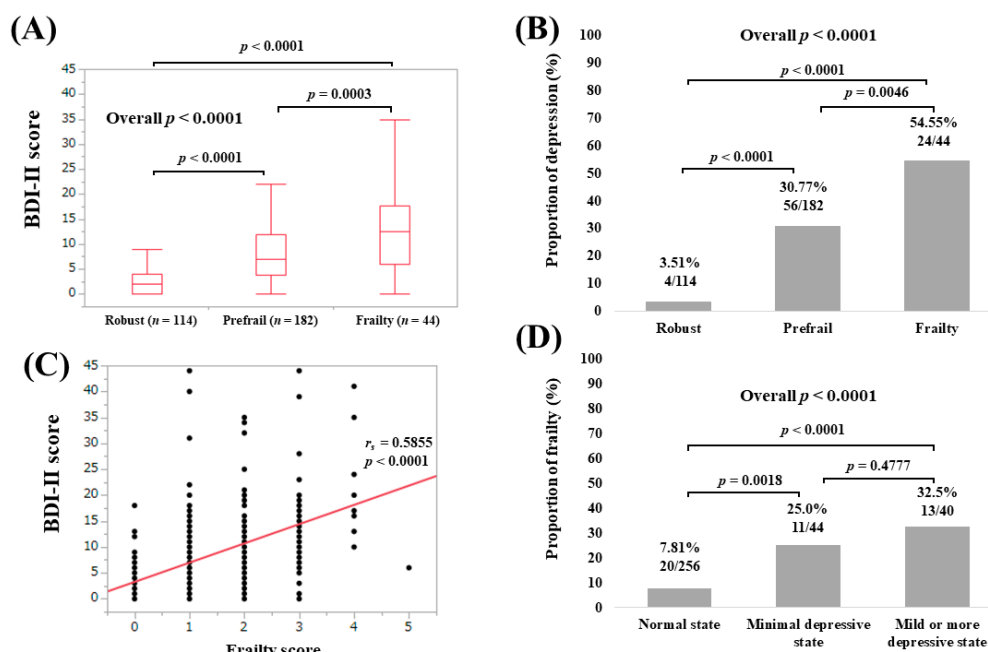 (A)
p < 0.0001
p = 0.0003
Overall p < 0.0001
p < 0.0001
BDI-II score
45
40
35
30
25
20
15
10
5
0
Robust (n = 114) Prefrail (n = 182) Frailty (n = 44)
(B)
Overall p < 0.0001
p < 0.0001
p = 0.0046
p < 0.0001
54.55%
24/44
30.77%
56/182
3.51%
4/114
Proportion of depression (%)
100
90
80
70
60
50
40
30
20
10
0
Robust Prefrail Frailty
(C)
BDI-II score
45
40
35
30
25
20
15
10
5
0
rs = 0.5855
p < 0.0001
0 1 2 3 4 5
Frailty score
(D)
Overall p < 0.0001
p < 0.0001
p = 0.4777
p = 0.0018
32.5%
13/40
25.0%
11/44
7.81%
20/256
Proportion of frailty (%)
100
90
80
70
60
50
40
30
20
10
0
Normal state Minimal depressive Mild or more
state depressive state